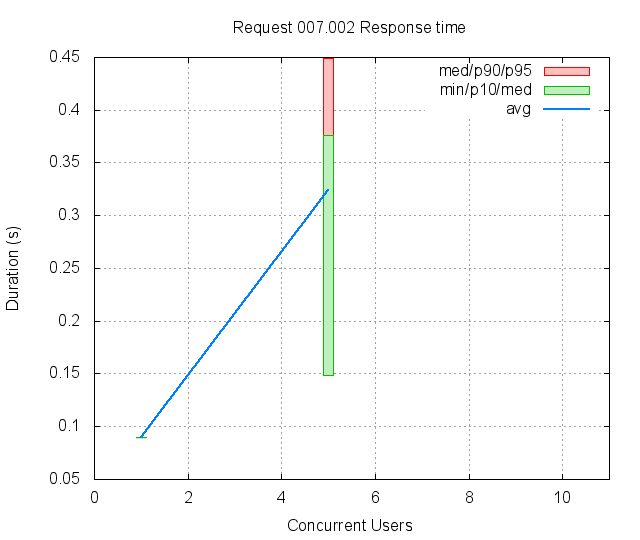 Request 007.002 Response time
0.45
0.4
0.35
0.3
0.25
0.2
0.15
0.1
0.05
Duration (s)
med/p90/p95
min/p10/med
avg
0 2 4 6 8 10
Concurrent Users